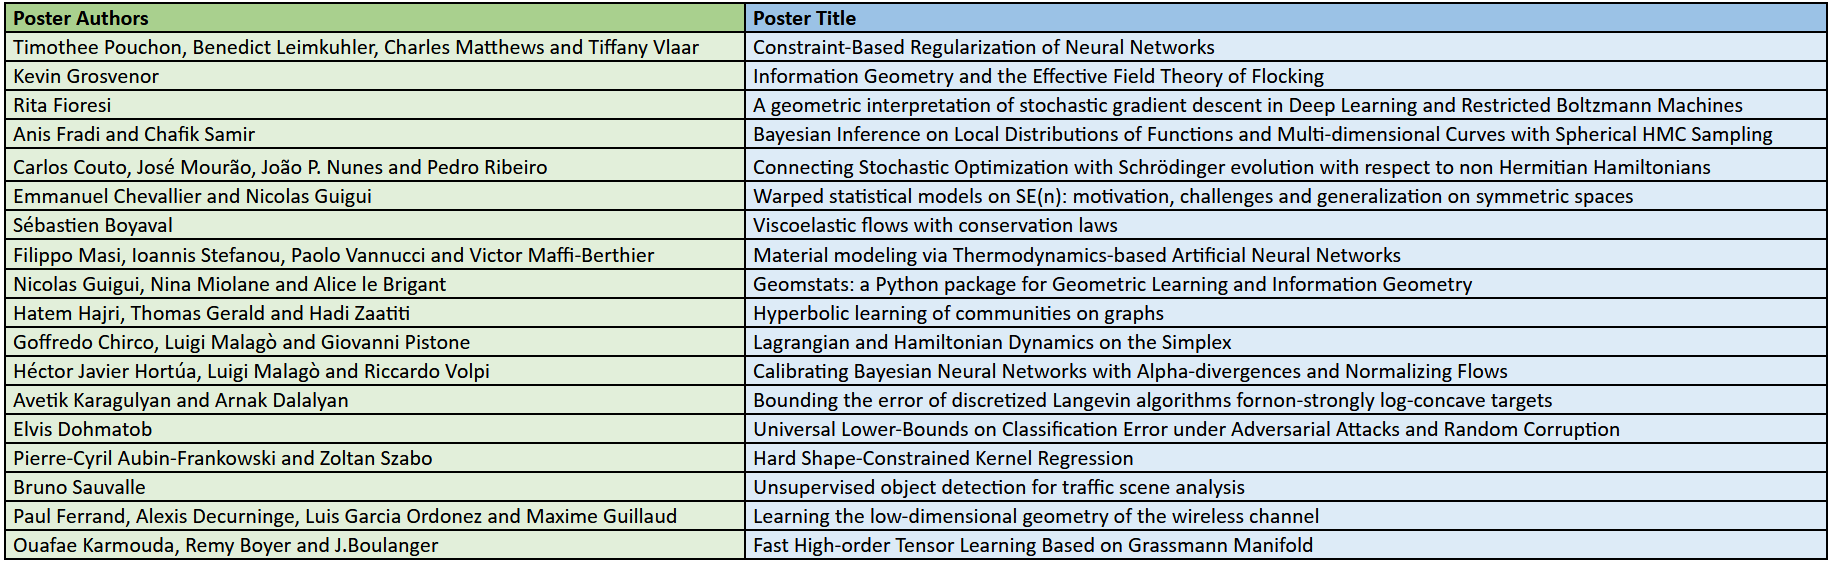 Poster Authors Poster Title
Timothee Pouchon, Benedict Leimkuhler, Charles Matthews and Tiffany Vlaar Constraint-Based Regularization of Neural Networks
Kevin Grosvenor Information Geometry and the Effective Field Theory of Flocking
Rita Fioresi A geometric interpretation of stochastic gradient descent in Deep Learning and Restricted Boltzmann Machines
Anis Fradi and Chafik Samir Bayesian Inference on Local Distributions of Functions and Multi-dimensional Curves with Spherical HMC Sampling
Carlos Couto, José Mourão, João P. Nunes and Pedro Ribeiro Connecting Stochastic Optimization with Schrödinger evolution with respect to non Hermitian Hamiltonians
Emmanuel Chevallier and Nicolas Guigui Warped statistical models on SE(n): motivation, challenges and generalization on symmetric spaces
Sébastien Boyaval Viscoelastic flows with conservation laws
Filippo Masi, Ioannis Stefanou, Paolo Vannucci and Victor Maffi-Berthier Material modeling via Thermodynamics-based Artificial Neural Networks
Nicolas Guigui, Nina Miolane and Alice le Brigant Geomstats: a Python package for Geometric Learning and Information Geometry
Hatem Hajri, Thomas Gerald and Hadi Zaatiti Hyperbolic learning of communities on graphs
Goffredo Chirco, Luigi Malagò and Giovanni Pistone Lagrangian and Hamiltonian Dynamics on the Simplex
Héctor Javier Hortúa, Luigi Malagò and Riccardo Volpi Calibrating Bayesian Neural Networks with Alpha-divergences and Normalizing Flows
Avetik Karagulyan and Arnak Dalalyan Bounding the error of discretized Langevin algorithms fornon-strongly log-concave targets
Elvis Dohmatob Universal Lower-Bounds on Classification Error under Adversarial Attacks and Random Corruption
Pierre-Cyril Aubin-Frankowski and Zoltan Szabo Hard Shape-Constrained Kernel Regression
Bruno Sauvalle Unsupervised object detection for traffic scene analysis
Paul Ferrand, Alexis Decurninge, Luis Garcia Ordonez and Maxime Guillaud Learning the low-dimensional geometry of the wireless channel
Ouafae Karmouda, Remy Boyer and J.Boulanger Fast High-order Tensor Learning Based on Grassmann Manifold